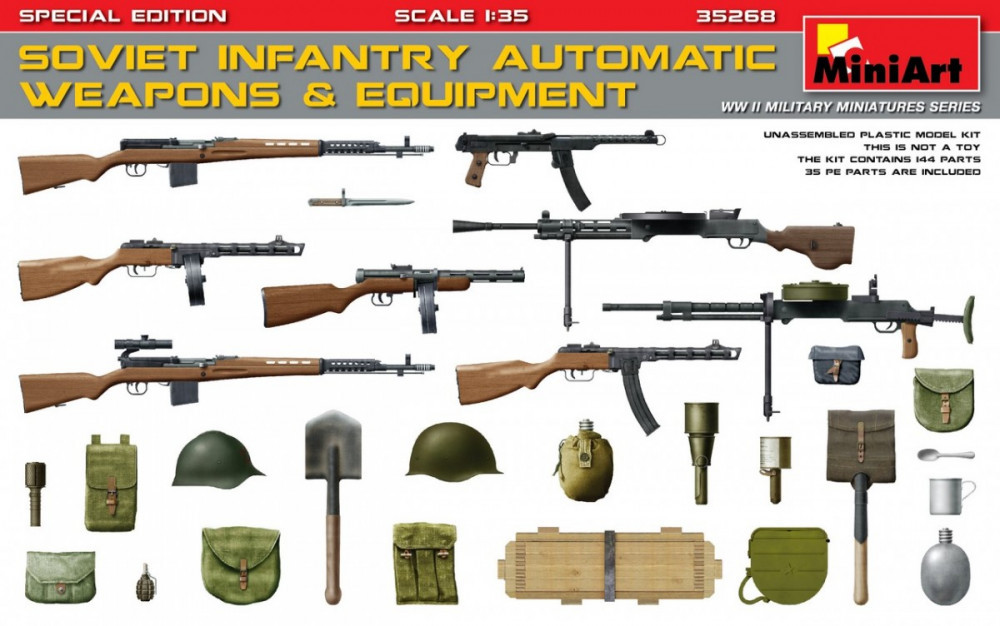 SPECIAL EDITION SCALE 1:35 35268
SOVIET INFANTRY AUTOMATIC
WEAPONS & EQUIPMENT
MiniArt
WW II MILITARY MINIATURES SERIES
UNASSEMBLED PLASTIC MODEL KIT
THIS IS NOT A TOY
THE KIT CONTAINS 144 PARTS
35 PE PARTS ARE INCLUDED